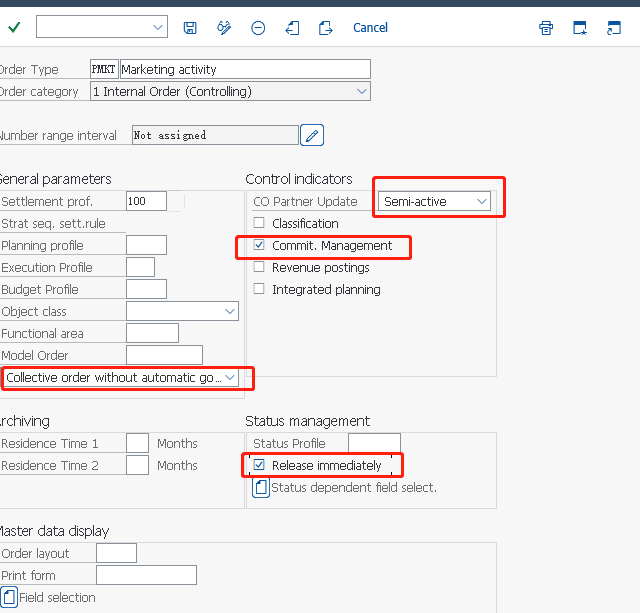 Cancel
Order Type PMKT Marketing activity
Order category 1 Internal Order (Controlling)
Number range interval Not assigned
General parameters
Settlement prof. 100
Strat seq. sett.rule
Planning profile
Execution Profile
Budget Profile
Object class
Functional area
Model Order
Collective order without automatic go...
Control indicators
CO Partner Update Semi-active
Classification
Commit. Management
Revenue postings
Integrated planning
Archiving
Residence Time 1 Months
Residence Time 2 Months
Status management
Status Profile
Release immediately
Status dependent field select.
Master data display
Order layout
Print form
Field selection